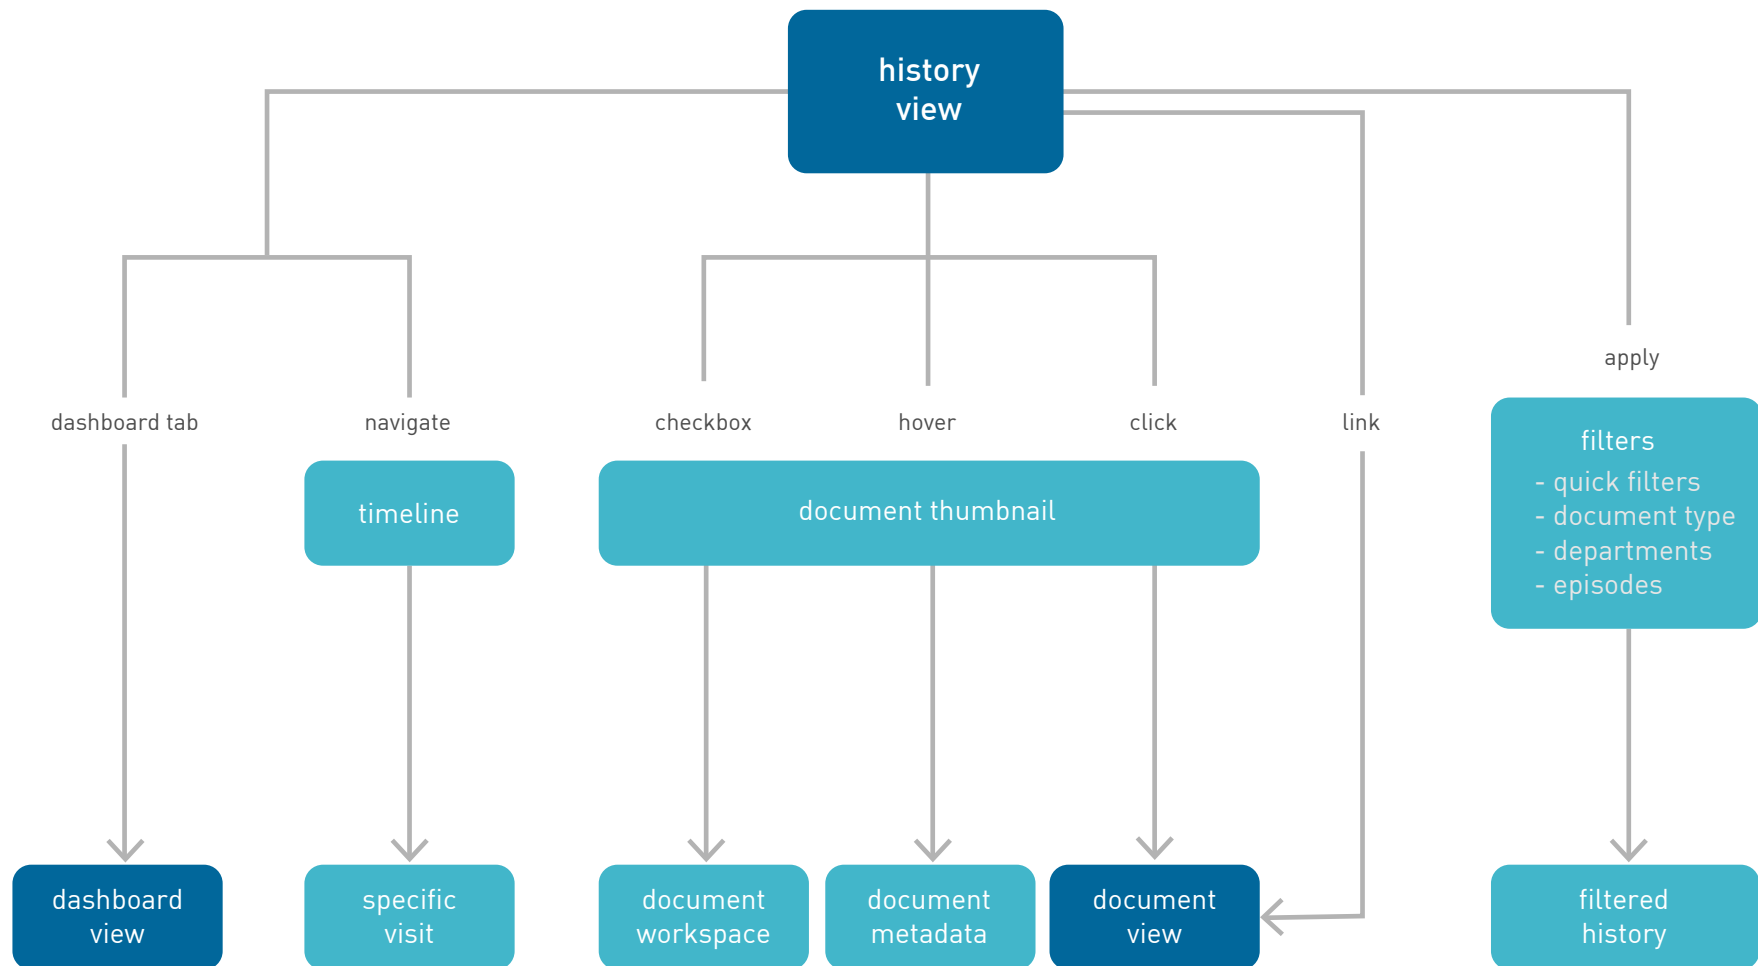 history
view
apply
dashboard tab
navigate
checkbox
hover
click
link
filters
- quick filters
- document type
- departments
- episodes
timeline
document thumbnail
dashboard
view
specific
visit
document
workspace
document
metadata
document
view
filtered
history